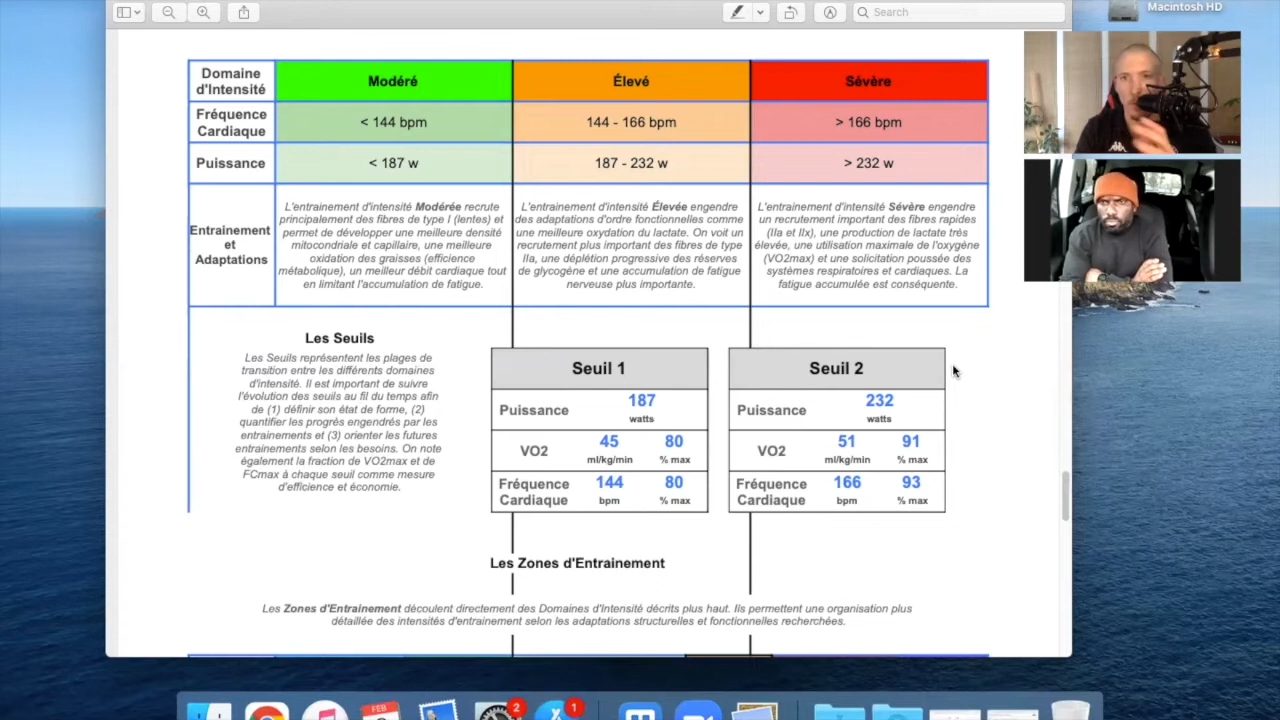 Search
Macintosh HD
Domaine
d'Intensité
Modéré
Élevé
Sévère
Fréquence
Cardiaque
< 144 bpm
144 - 166 bpm
> 166 bpm
Puissance
< 187 w
187 - 232 w
> 232 w
Entrainement
et
Adaptations
L'entrainement d'intensité Modérée recrute
principalement des fibres de type I (lentes) et
permet de développer une meilleure densité
mitocondriale et capillaire, une meilleure
oxidation des graisses (efficience
métabolique), un meilleur débit cardiaque tout
en limitant l'accumulation de fatigue.
L'entrainement d'intensité Élevée engendre
des adaptations d'ordre fonctionnelles comme
une meilleure oxydation du lactate. On voit un
recrutement plus important des fibres de type
IIa, une déplétion progressive des réserves
de glycogène et une accumulation de fatigue
nerveuse plus importante.
L'entrainement d'intensité Sévère engendre
un recrutement important des fibres rapides
(IIa et IIx), une production de lactate très
élevée, une utilisation maximale de l'oxygène
(VO2max) et une solicitation poussée des
systèmes respiratoires et cardiaques. La
fatigue accumulée est conséquente.
Les Seuils
Les Seuils représentent les plages de
transition entre les différents domaines
d'intensité. Il est important de suivre
l'évolution des seuils au fil du temps afin
de (1) définir son état de forme, (2)
quantifier les progrès engendrés par les
entrainements et (3) orienter les futures
entrainements selon les besoins. On note
également la fraction de VO2max et de
FCmax à chaque seuil comme mesure
d'efficience et économie.
Seuil 1
Puissance
187
watts
VO2
45
80
ml/kg/min
% max
Fréquence
Cardiaque
144
80
bpm
% max
Seuil 2
Puissance
232
watts
VO2
51
91
ml/kg/min
% max
Fréquence
Cardiaque
166
93
bpm
% max
Les Zones d'Entrainement
Les Zones d'Entrainement découlent directement des Domaines d'Intensité décrits plus haut. Ils permettent une organisation plus
détaillée des intensités d'entrainement selon les adaptations structurelles et fonctionnelles recherchées.
FEB
2
1